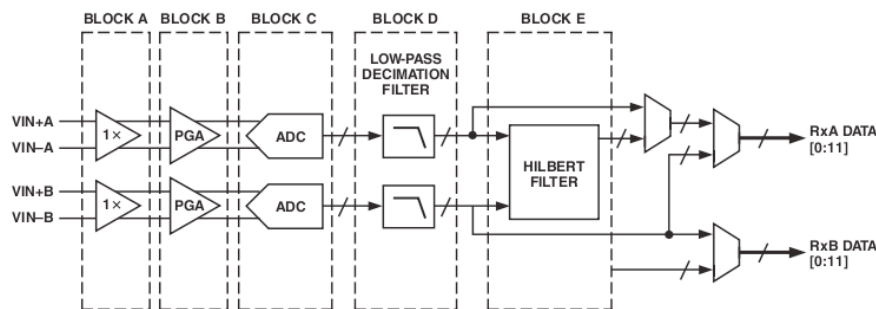 BLOCK A
BLOCK B
BLOCK C
BLOCK D
BLOCK E
LOW-PASS
DECIMATION
FILTER
VIN+A
VIN–A
1×
PGA
ADC
HILBERT
FILTER
RxA DATA
[0:11]
VIN+B
VIN–B
1×
PGA
ADC
RxB DATA
[0:11]